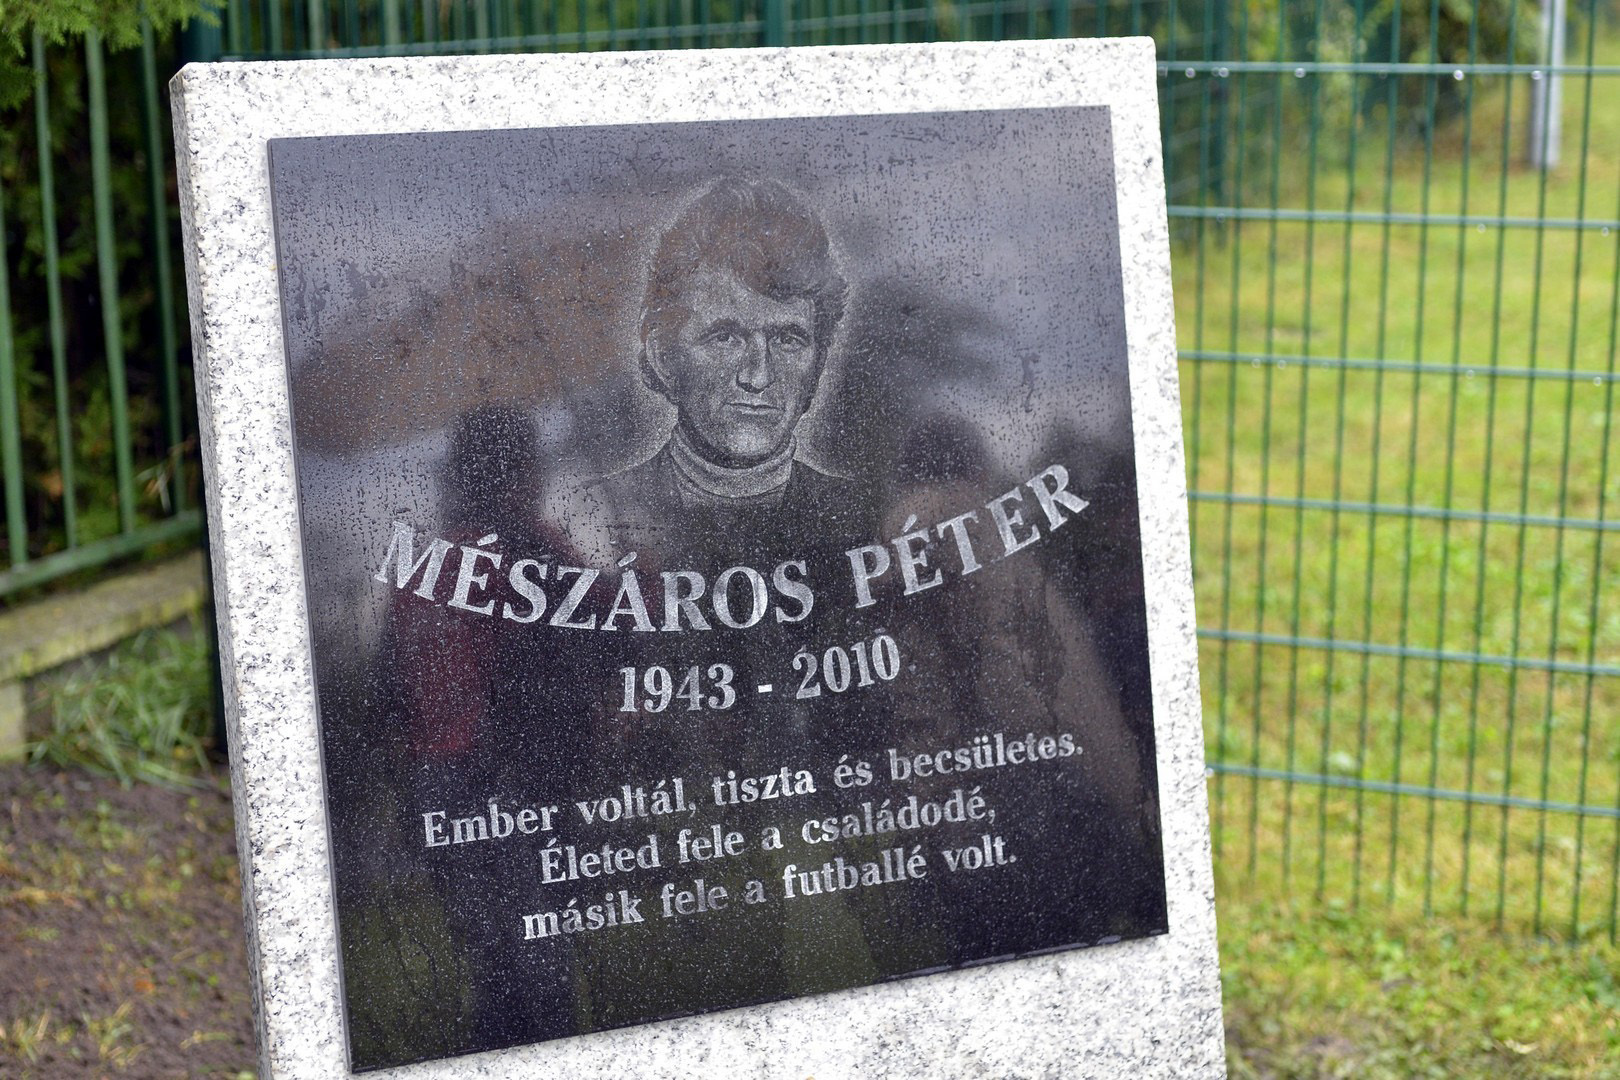 MÉSZÁROS PÉTER
1943 - 2010
Ember voltál, tiszta és becsületes.
Életed fele a családodé,
másik fele a futballé volt.